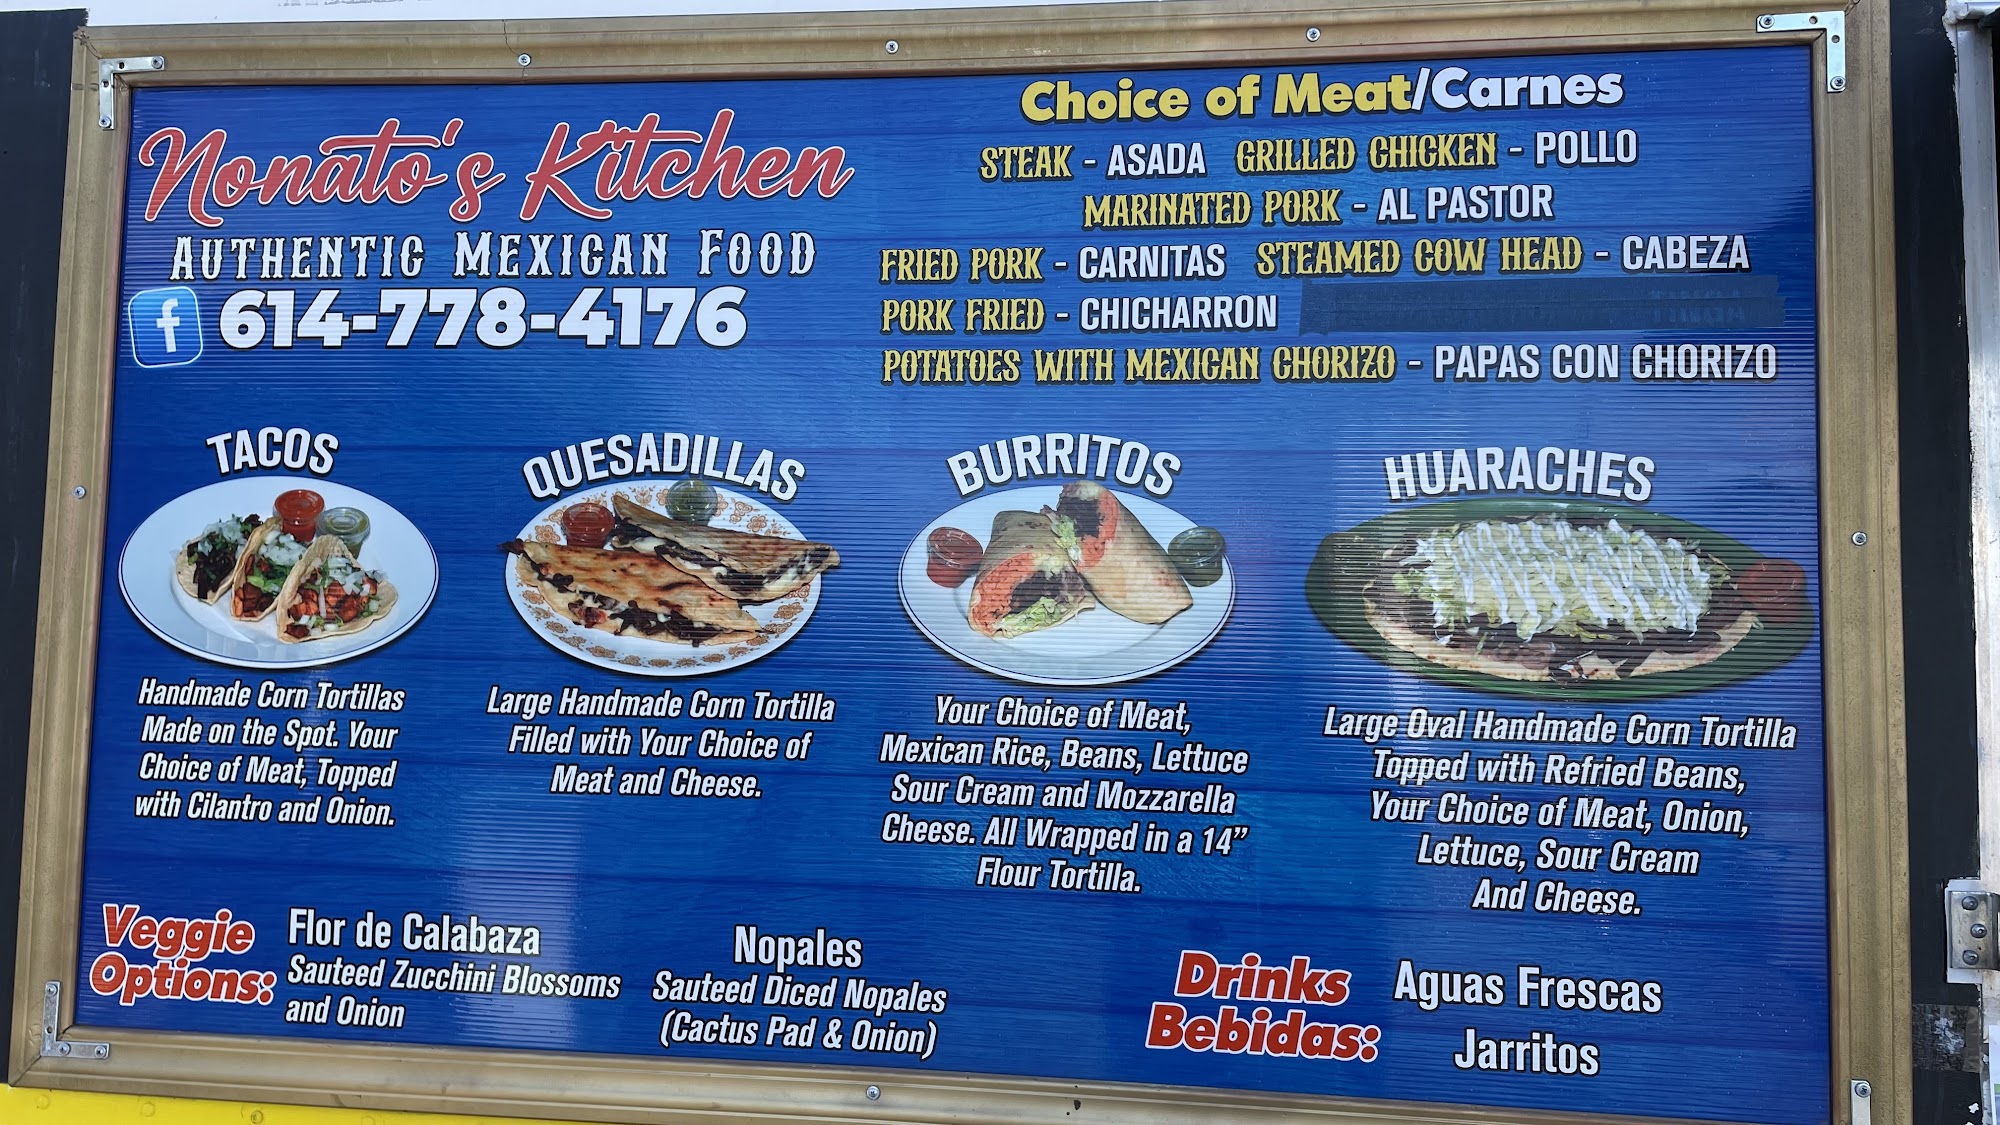 Nonato's Kitchen
Authentic Mexican Food
f 614-778-4176
Choice of Meat/Carnes
STEAK - ASADA GRILLED CHICKEN - POLLO
MARINATED PORK - AL PASTOR
FRIED PORK - CARNITAS STEAMED COW HEAD - CABEZA
PORK FRIED - CHICHARRON TINGA
POTATOES WITH MEXICAN CHORIZO - PAPAS CON CHORIZO
TACOS
Handmade Corn Tortillas
Made on the Spot. Your
Choice of Meat, Topped
with Cilantro and Onion.
QUESADILLAS
Large Handmade Corn Tortilla
Filled with Your Choice of
Meat and Cheese.
BURRITOS
Your Choice of Meat,
Mexican Rice, Beans, Lettuce
Sour Cream and Mozzarella
Cheese. All Wrapped in a 14”
Flour Tortilla.
HUARACHES
Large Oval Handmade Corn Tortilla
Topped with Refried Beans,
Your Choice of Meat, Onion,
Lettuce, Sour Cream
And Cheese.
Veggie
Options:
Flor de Calabaza
Sauteed Zucchini Blossoms
and Onion
Nopales
Sauteed Diced Nopales
(Cactus Pad & Onion)
Drinks
Bebidas:
Aguas Frescas
Jarritos